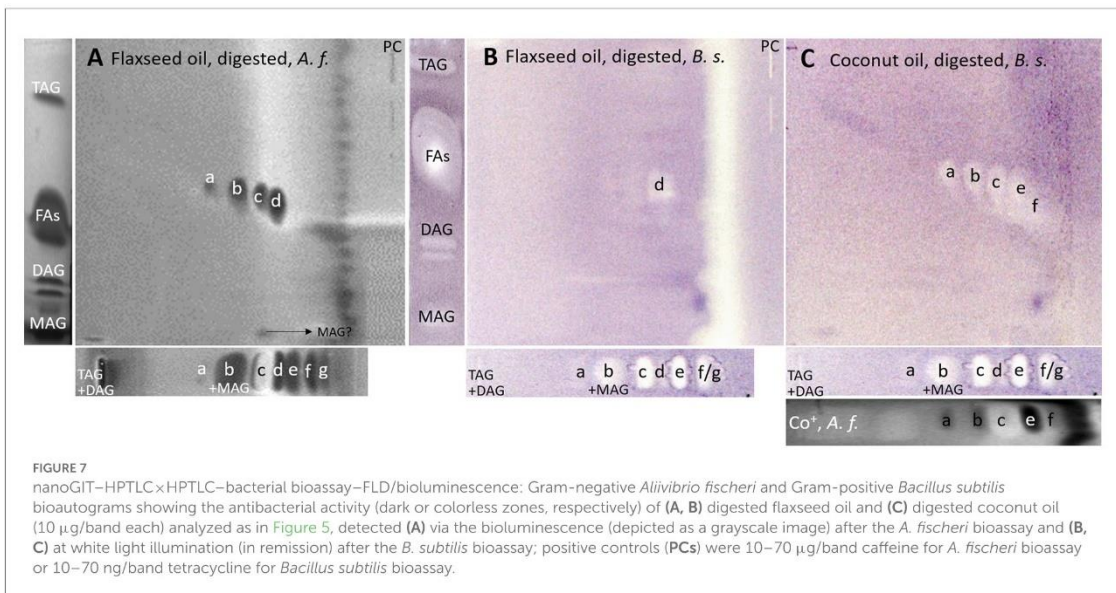 PC
A Flaxseed oil, digested, A. f.
TAG
FAs
DAG
MAG
a
b
c
d
MAG?
TAG
+DAG
a
b
+MAG
c
d
e
f
g
PC
B Flaxseed oil, digested, B. s.
TAG
FAs
DAG
MAG
d
TAG
+DAG
a
b
+MAG
c
d
e
f/g
C Coconut oil, digested, B. s.
a
b
c
e
f
TAG
+DAG
a
b
+MAG
c
d
e
f/g
Co⁺, A. f.
a
b
c
e
f
FIGURE 7
nanoGIT–HPTLC×HPTLC–bacterial bioassay–FLD/bioluminescence: Gram-negative Aliivibrio fischeri and Gram-positive Bacillus subtilis
bioautograms showing the antibacterial activity (dark or colorless zones, respectively) of (A, B) digested flaxseed oil and (C) digested coconut oil
(10 μg/band each) analyzed as in Figure 5, detected (A) via the bioluminescence (depicted as a grayscale image) after the A. fischeri bioassay and (B,
C) at white light illumination (in remission) after the B. subtilis bioassay; positive controls (PCs) were 10–70 μg/band caffeine for A. fischeri bioassay
or 10–70 ng/band tetracycline for Bacillus subtilis bioassay.